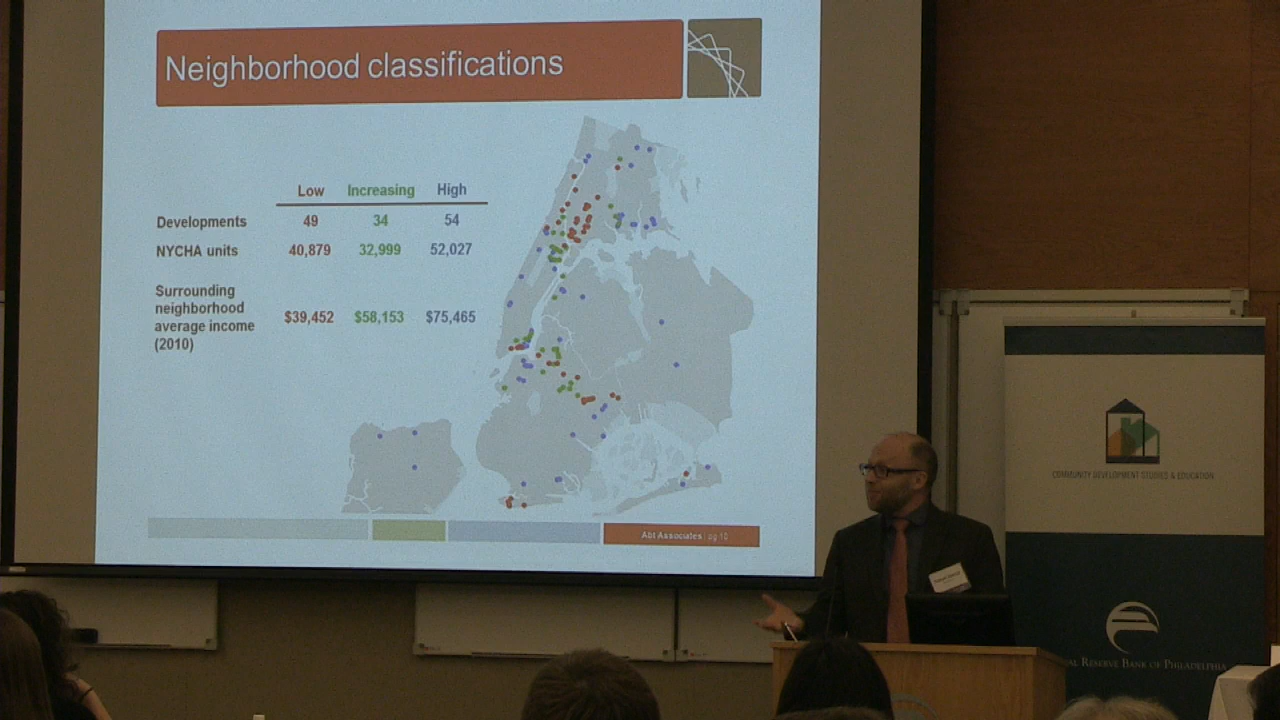 Neighborhood classifications
Low Increasing High
Developments 49 34 54
NYCHA units 40,879 32,999 52,027
Surrounding
neighborhood
average income
(2010)
$39,452 $58,153 $75,465
Abt Associates pg 10
COMMUNITY DEVELOPMENT STUDIES & EDUCATION
AL RESERVE BANK OF PHILADELPHIA